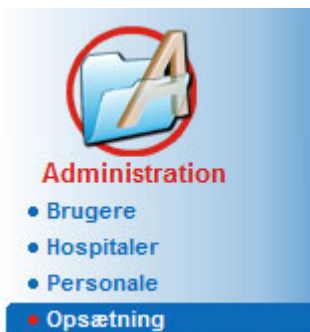 A
Administration
• Brugere
• Hospitaler
• Personale
• Opsætning